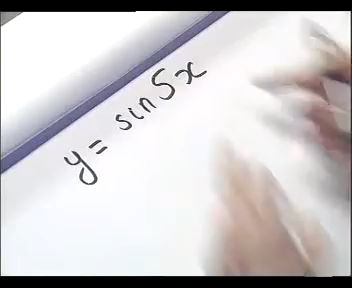 y = sin 5x